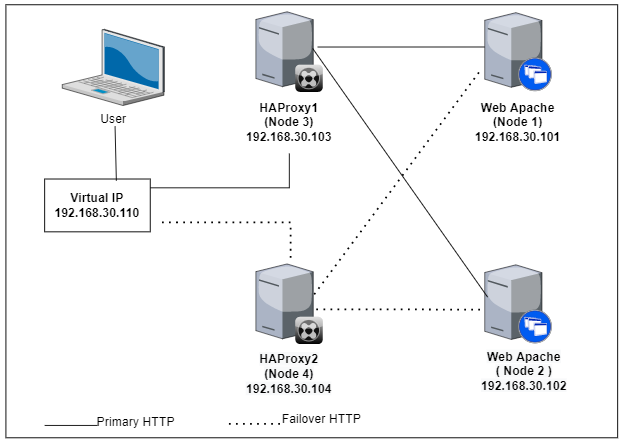 User
HAProxy1
(Node 3)
192.168.30.103
Web Apache
(Node 1)
192.168.30.101
Virtual IP
192.168.30.110
HAProxy2
(Node 4)
192.168.30.104
Web Apache
( Node 2 )
192.168.30.102
Primary HTTP
Failover HTTP